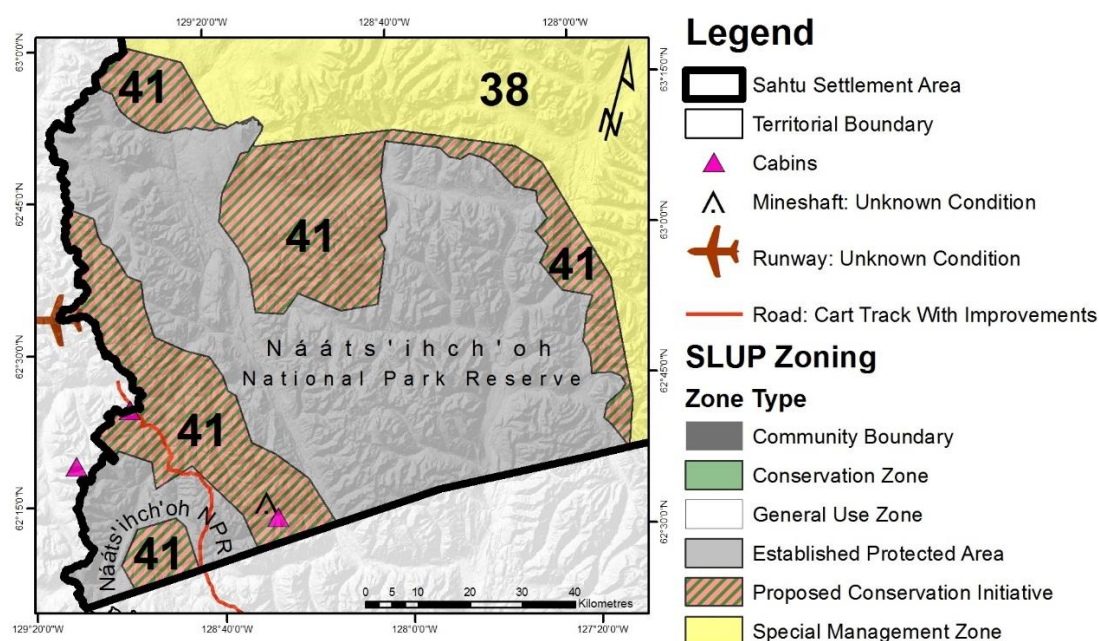 129°20'0"W
128°40'0"W
128°0'0"W
63°0'0"N
63°15'0"N
41
38
N
62°45'0"N
63°0'0"N
41
41
Nááts'ihch'oh
National Park Reserve
62°30'0"N
62°45'0"N
41
62°15'0"N
62°30'0"N
Nááts'ihch'oh NPR
41
0 5 10 20 30 40
Kilometres
129°20'0"W
128°40'0"W
128°0'0"W
127°20'0"W
Legend
Sahtu Settlement Area
Territorial Boundary
Cabins
Mineshaft: Unknown Condition
Runway: Unknown Condition
Road: Cart Track With Improvements
SLUP Zoning
Zone Type
Community Boundary
Conservation Zone
General Use Zone
Established Protected Area
Proposed Conservation Initiative
Special Management Zone